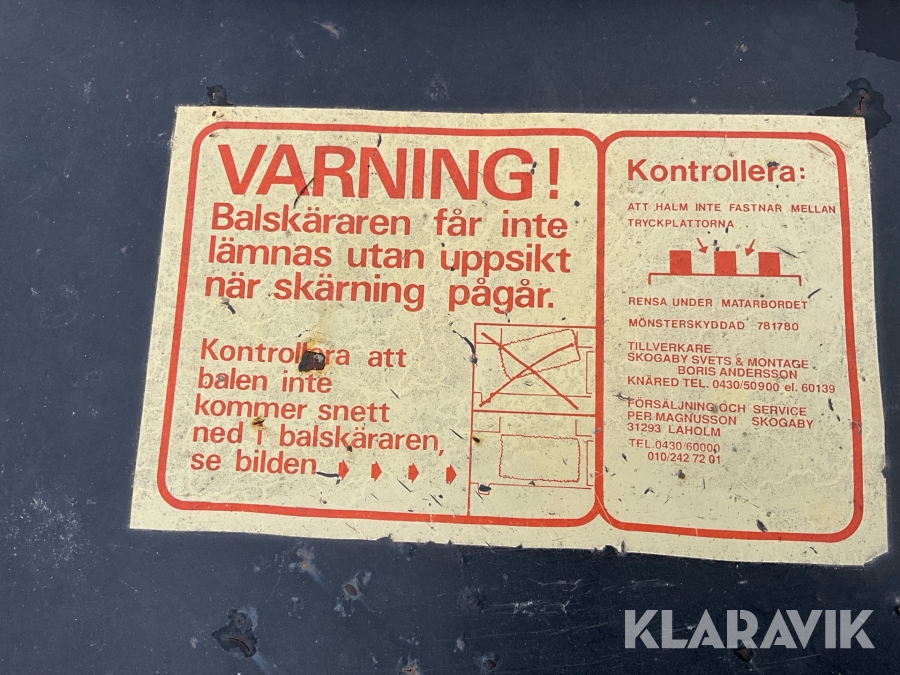 VARNING!
Balskäraren får inte
lämnas utan uppsikt
när skärning pågår.
Kontrollera att
balen inte
kommer snett
ned i balskäraren,
se bilden
Kontrollera:
ATT HALM INTE FASTNAR MELLAN
TRYCKPLATTORNA
RENSA UNDER MATARBORDET
MÖNSTERSKYDDAD 781780
TILLVERKARE
SKOGABY SVETS & MONTAGE
BORIS ANDERSSON
KNÄRED TEL. 0430/50900 el. 60139
FÖRSÄLJNING OCH SERVICE
PER MAGNUSSON SKOGABY
31293 LAHOLM
TEL.0430/60000
010/242 72 01
KLARAVIK